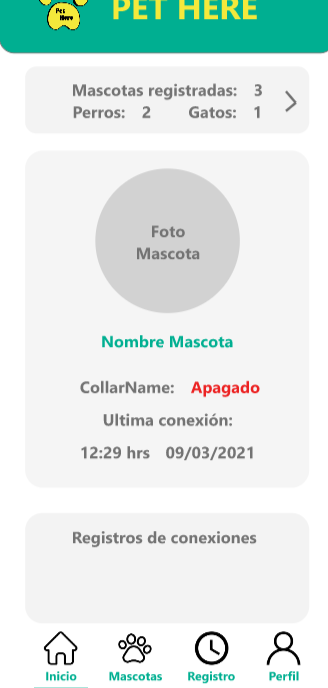 Pet Here
PET HERE
Mascotas registradas: 3
Perros: 2 Gatos: 1
Foto
Mascota
Nombre Mascota
CollarName: Apagado
Ultima conexión:
12:29 hrs 09/03/2021
Registros de conexiones
Inicio Mascotas Registro Perfil